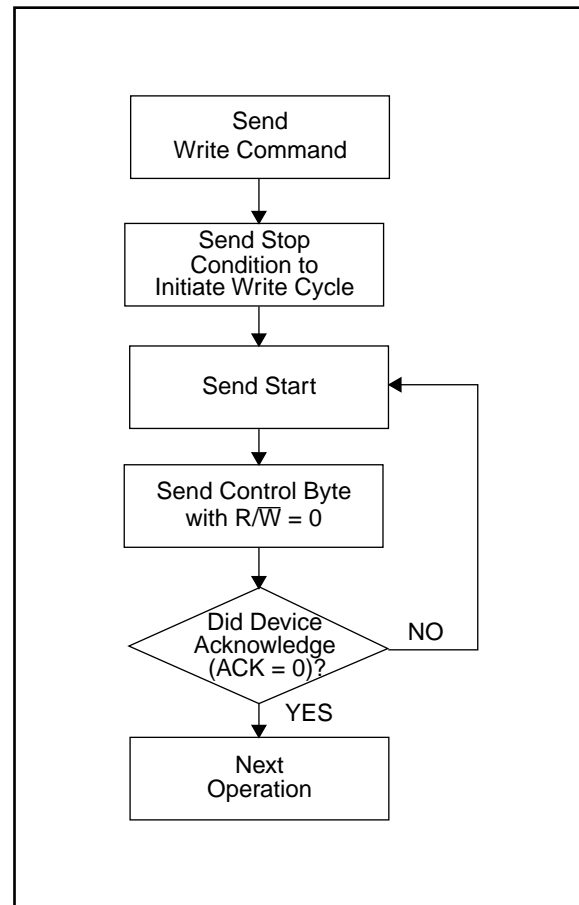 Send
Write Command
Send Stop
Condition to
Initiate Write Cycle
Send Start
Send Control Byte
with R/W̅ = 0
Did Device
Acknowledge
(ACK = 0)?
NO
YES
Next
Operation